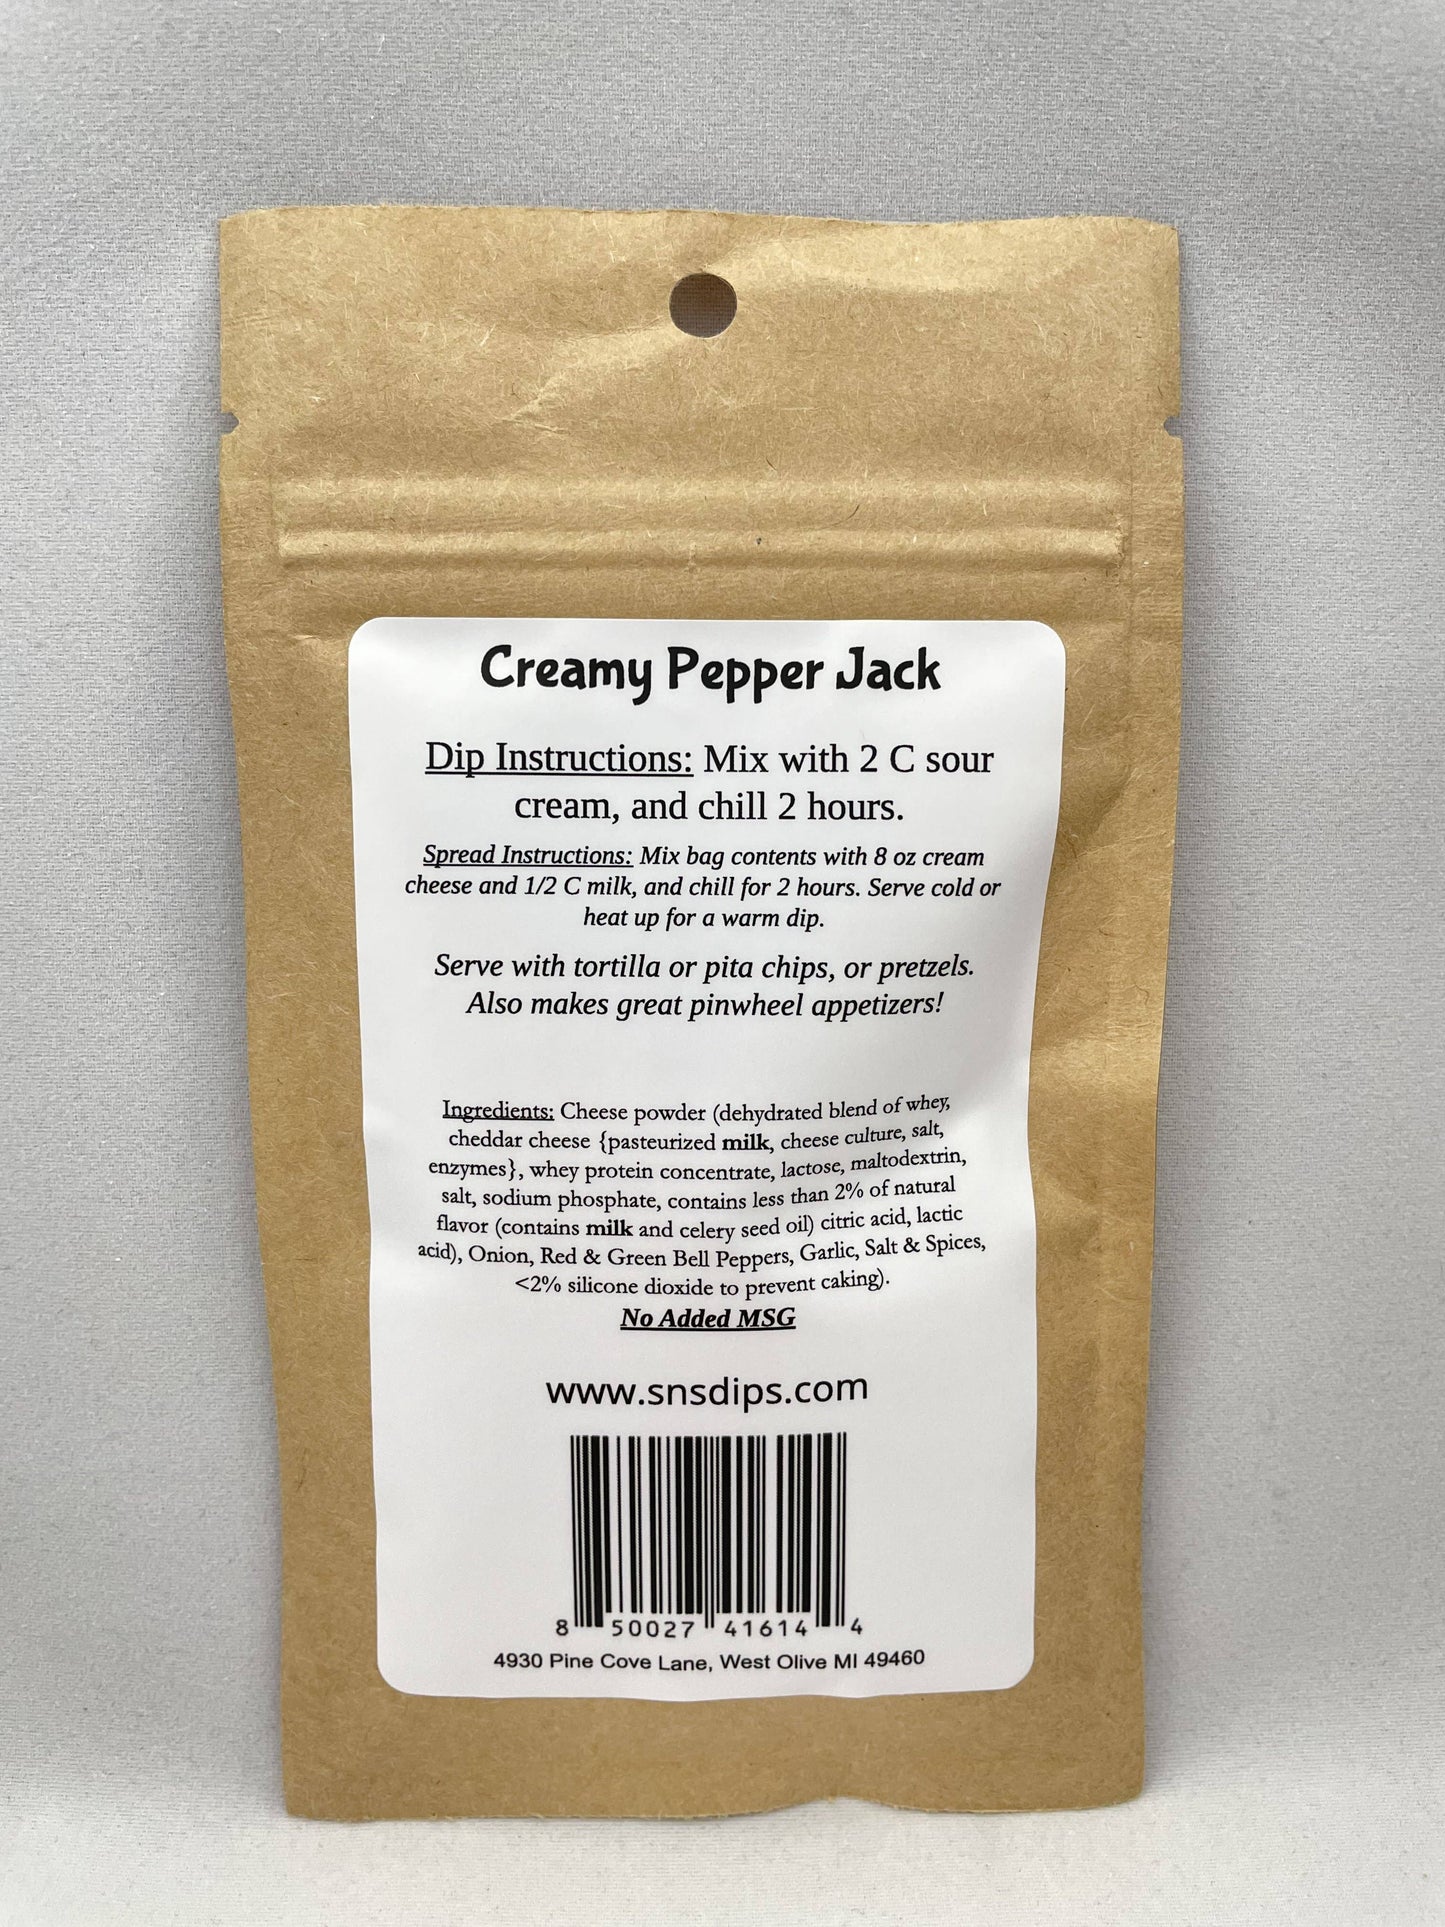 Creamy Pepper Jack
Dip Instructions: Mix with 2 C sour
cream, and chill 2 hours.
Spread Instructions: Mix bag contents with 8 oz cream
cheese and 1/2 C milk, and chill for 2 hours. Serve cold or
heat up for a warm dip.
Serve with tortilla or pita chips, or pretzels.
Also makes great pinwheel appetizers!
Ingredients: Cheese powder (dehydrated blend of whey,
cheddar cheese {pasteurized milk, cheese culture, salt,
enzymes}, whey protein concentrate, lactose, maltodextrin,
salt, sodium phosphate, contains less than 2% of natural
flavor (contains milk and celery seed oil) citric acid, lactic
acid), Onion, Red & Green Bell Peppers, Garlic, Salt & Spices,
<2% silicone dioxide to prevent caking).
No Added MSG
www.snsdips.com
8 50027 41614 4
4930 Pine Cove Lane, West Olive MI 49460